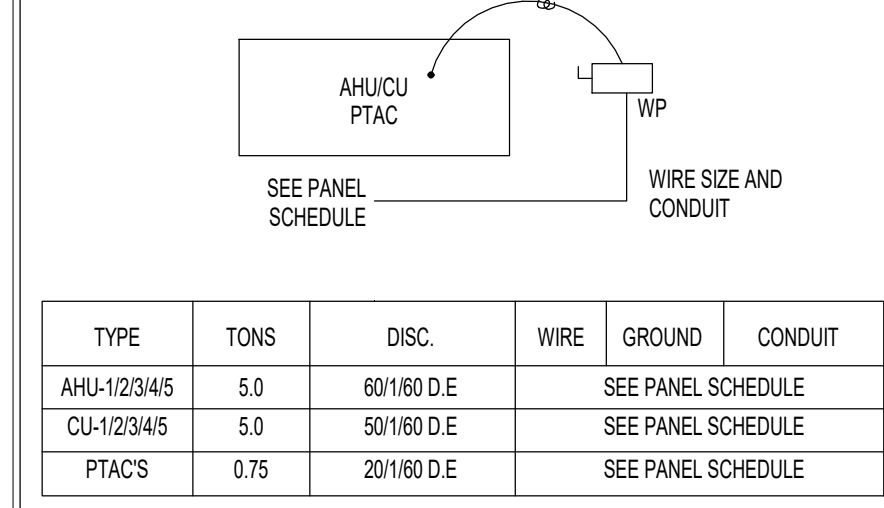 AHU/CU
PTAC
WP
SEE PANEL
SCHEDULE
WIRE SIZE AND
CONDUIT
TYPE TONS DISC. WIRE GROUND CONDUIT
AHU-1/2/3/4/5 5.0 60/1/60 D.E SEE PANEL SCHEDULE
CU-1/2/3/4/5 5.0 50/1/60 D.E SEE PANEL SCHEDULE
PTAC'S 0.75 20/1/60 D.E SEE PANEL SCHEDULE